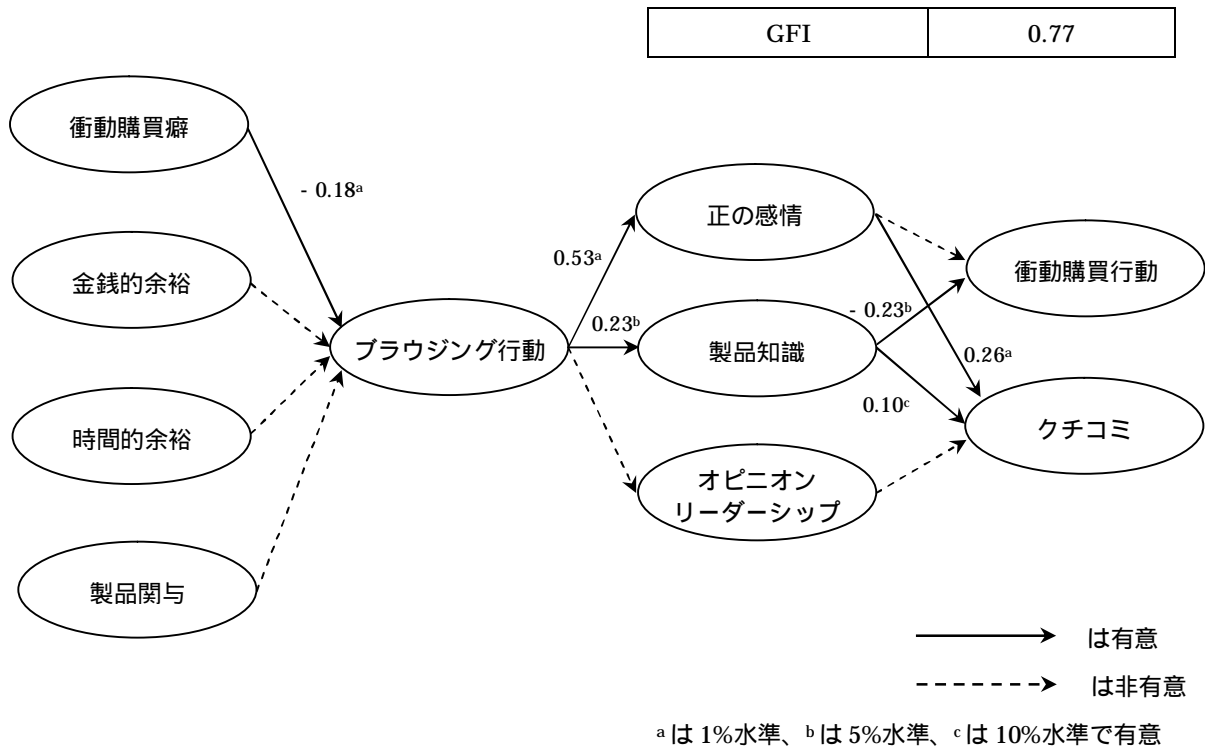 GFI 0.77
衝動購買癖
- 0.18ᵃ
正の感情
金銭的余裕
0.53ᵃ
衝動購買行動
ブラウジング行動
0.23ᵇ
製品知識
- 0.23ᵇ
0.26ᵃ
時間的余裕
0.10ᶜ
クチコミ
オピニオン
リーダーシップ
製品関与
は有意
は非有意
ᵃ は 1%水準、ᵇ は 5%水準、ᶜ は 10%水準で有意